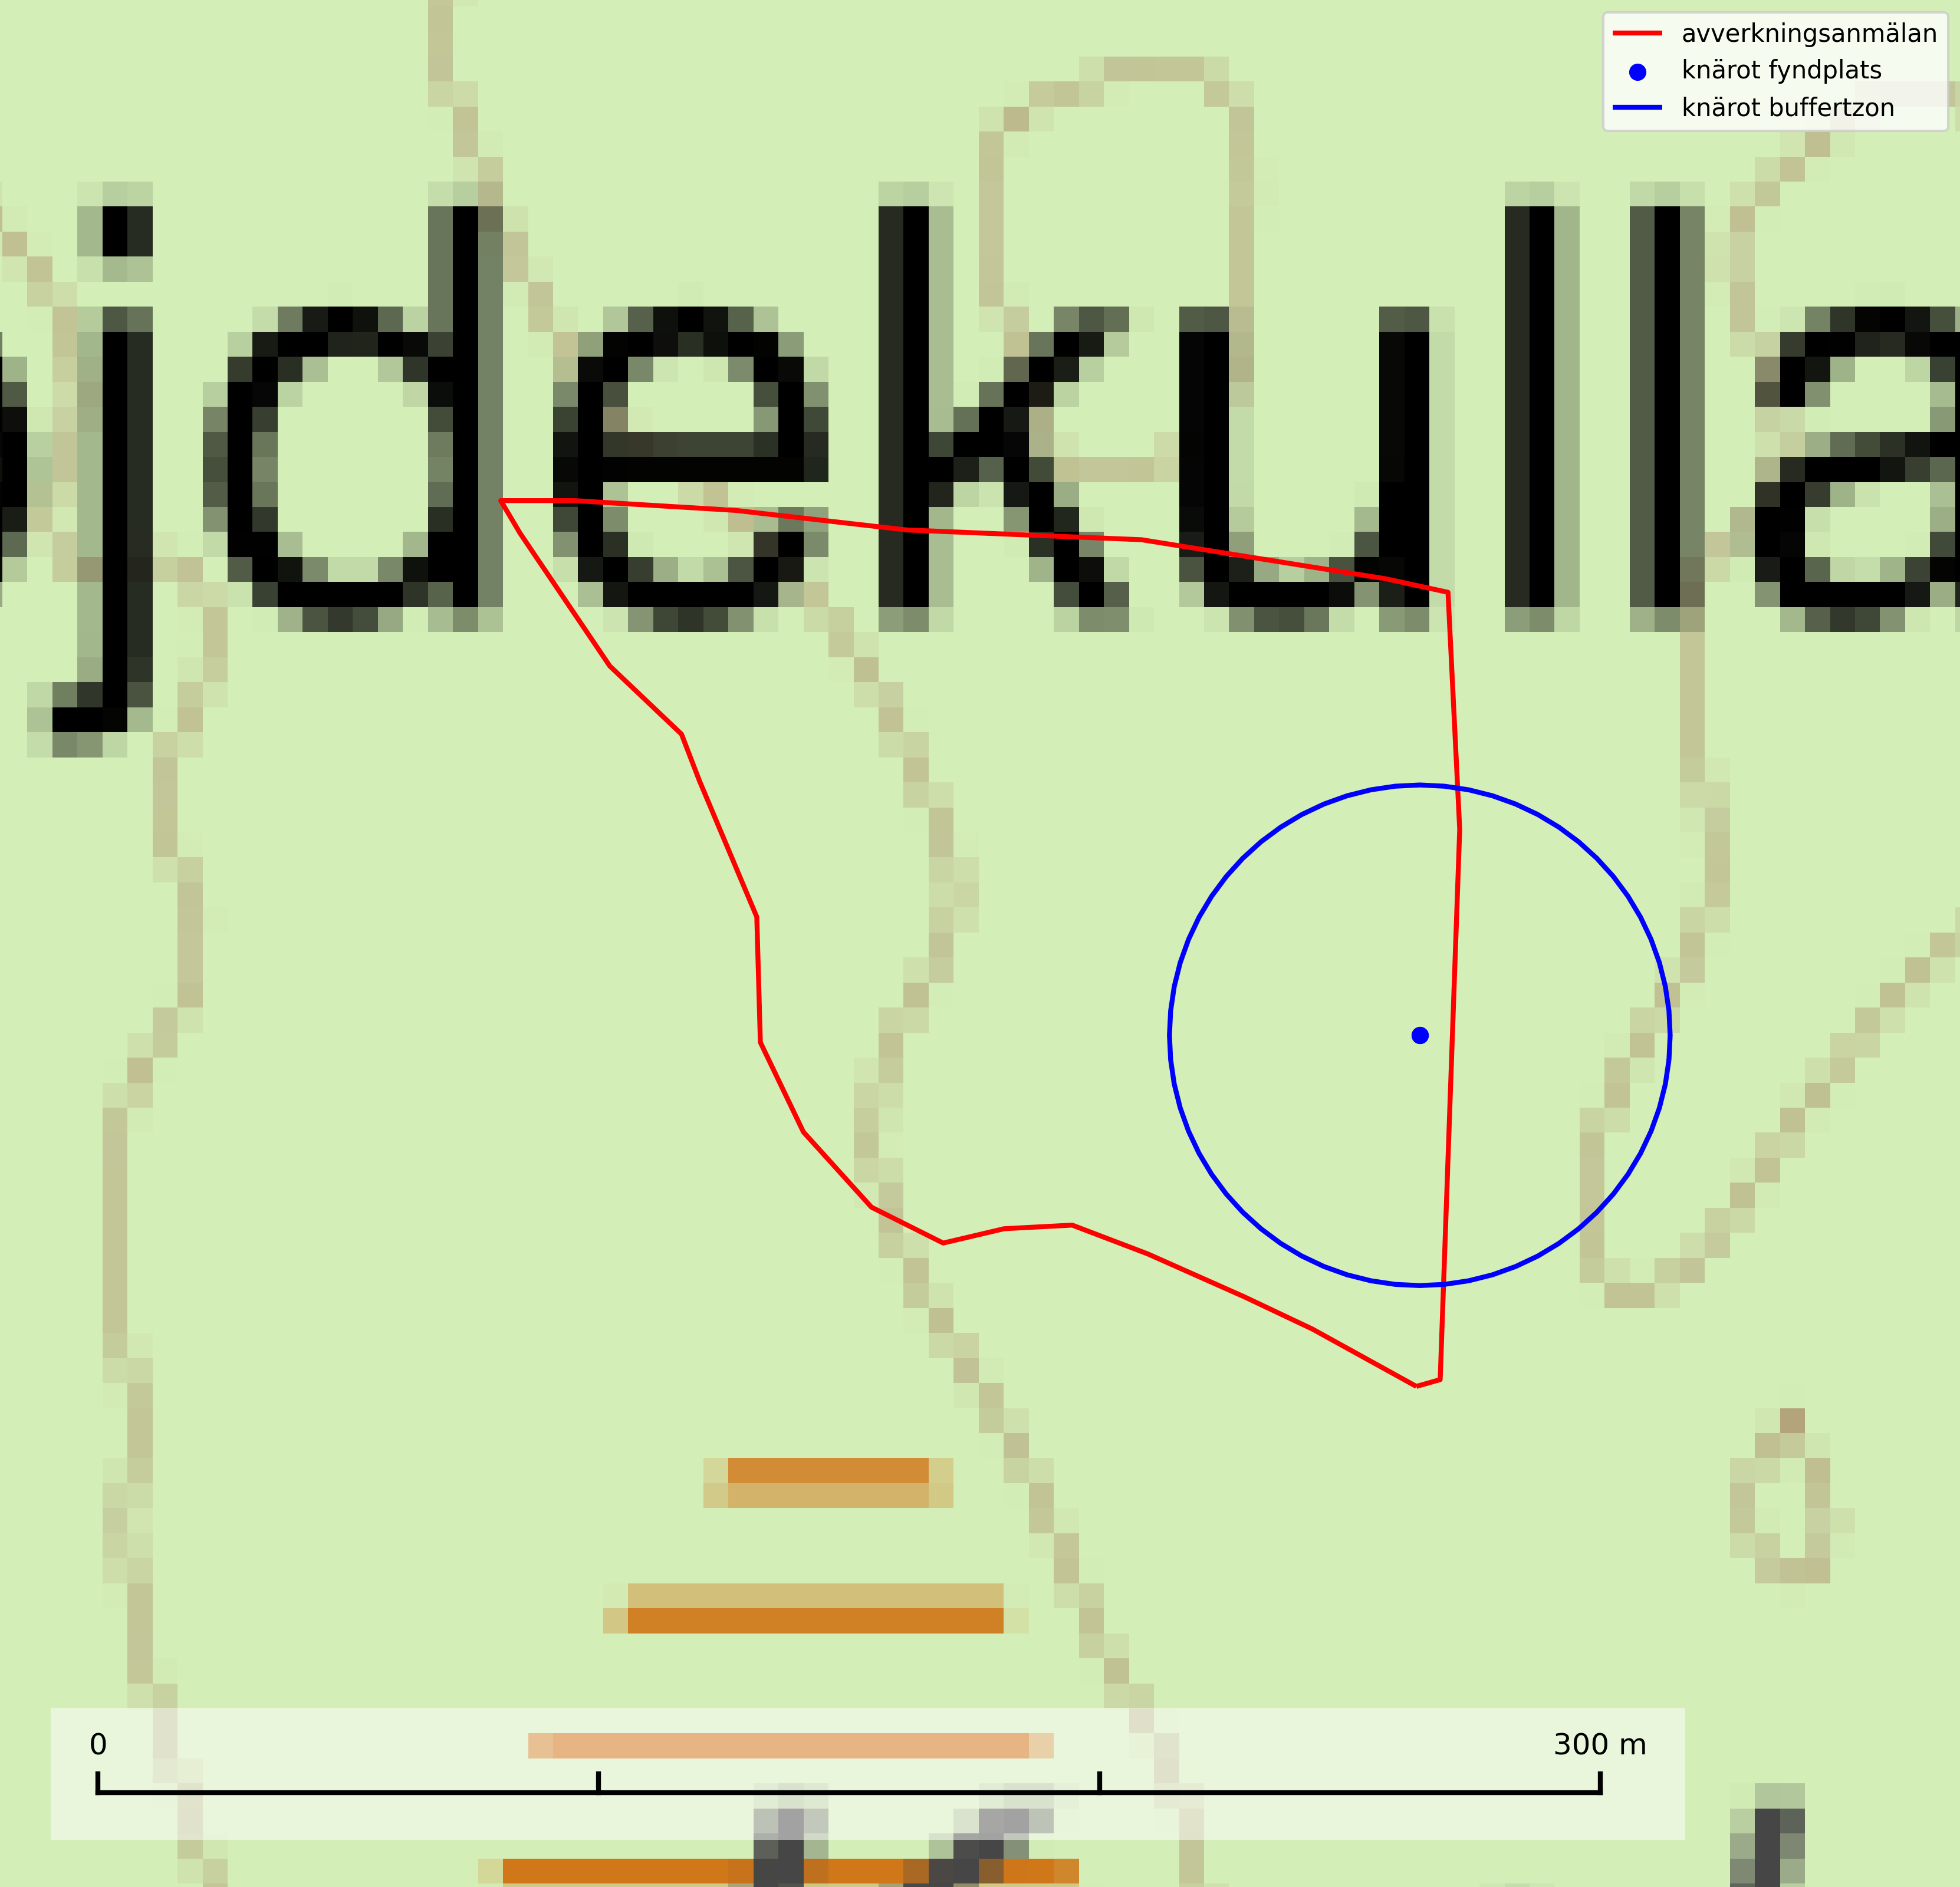 avverkningsanmälan
knärot fyndplats
knärot buffertzon
jdekulla
0 300 m